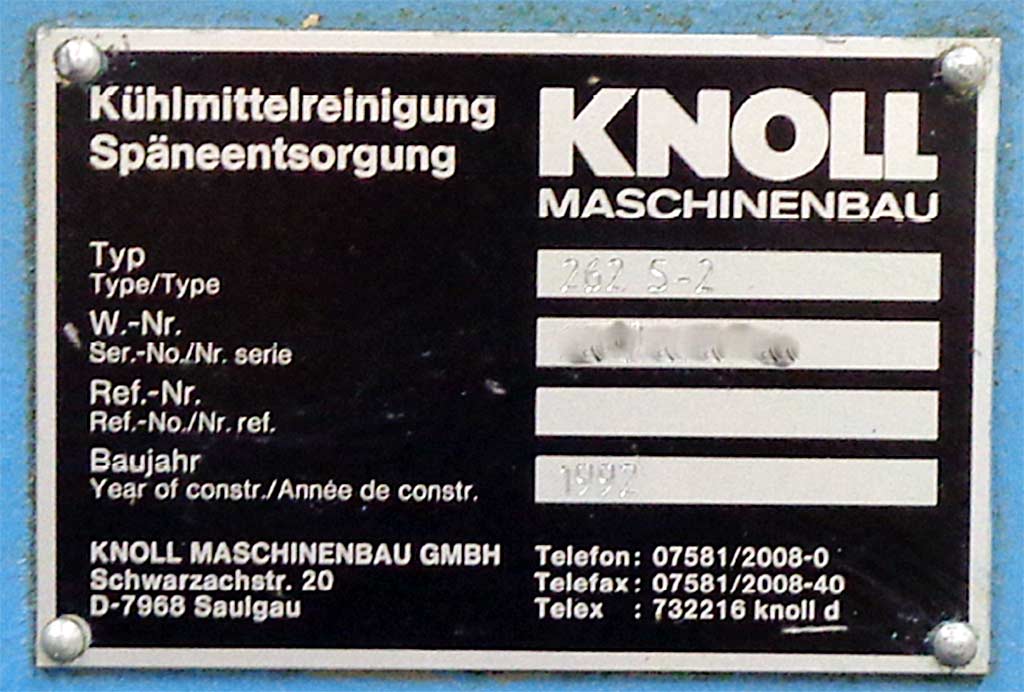 Kühlmittelreinigung
Späneentsorgung
KNOLL
MASCHINENBAU
Typ
Type/Type
262 S-2
W.-Nr.
Ser.-No./Nr. serie
Ref.-Nr.
Ref.-No./Nr. ref.
Baujahr
Year of constr./Année de constr.
1992
KNOLL MASCHINENBAU GMBH
Schwarzachstr. 20
D-7968 Saulgau
Telefon: 07581/2008-0
Telefax: 07581/2008-40
Telex : 732216 knoll d